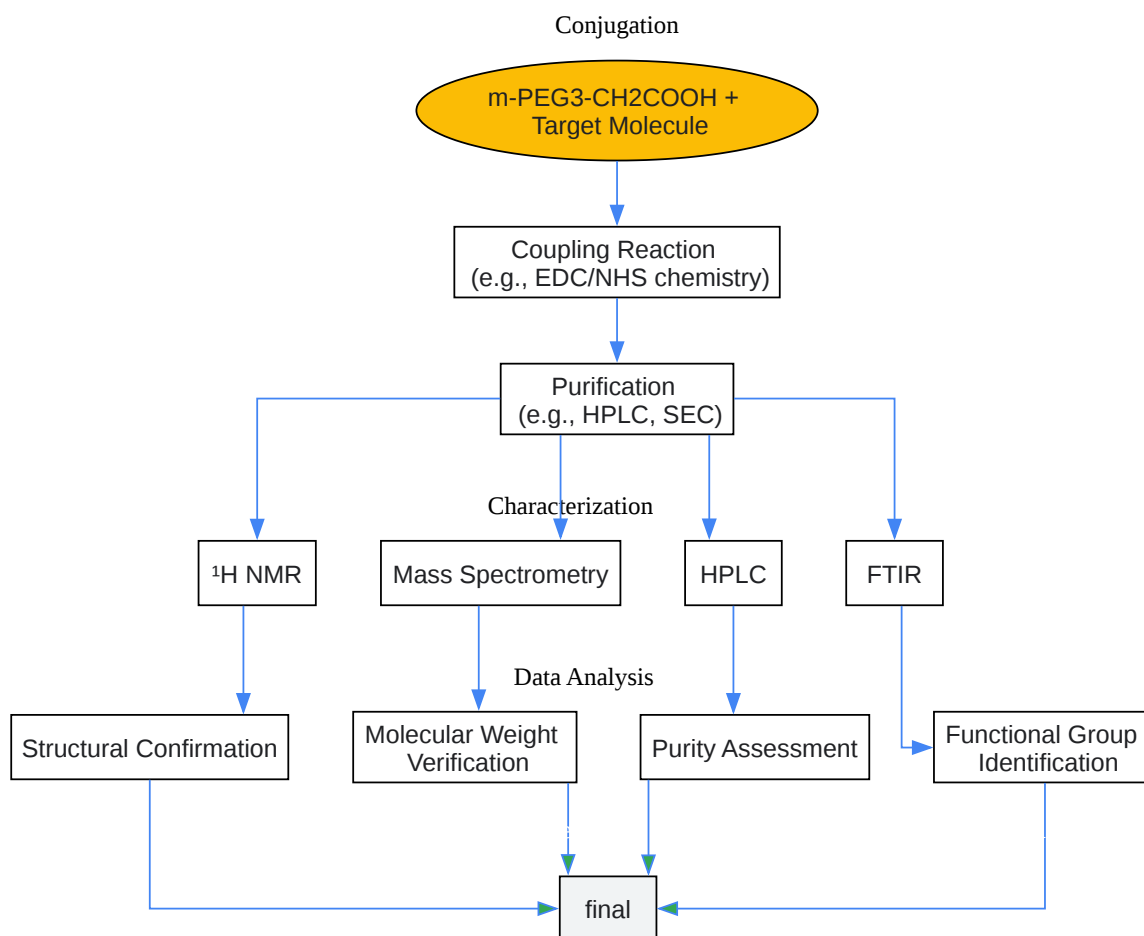 Conjugation
m-PEG3-CH2COOH +
Target Molecule
Coupling Reaction
(e.g., EDC/NHS chemistry)
Purification
(e.g., HPLC, SEC)
Characterization
¹H NMR
Mass Spectrometry
HPLC
FTIR
Data Analysis
Structural Confirmation
Molecular Weight
Verification
Purity Assessment
Functional Group
Identification
final